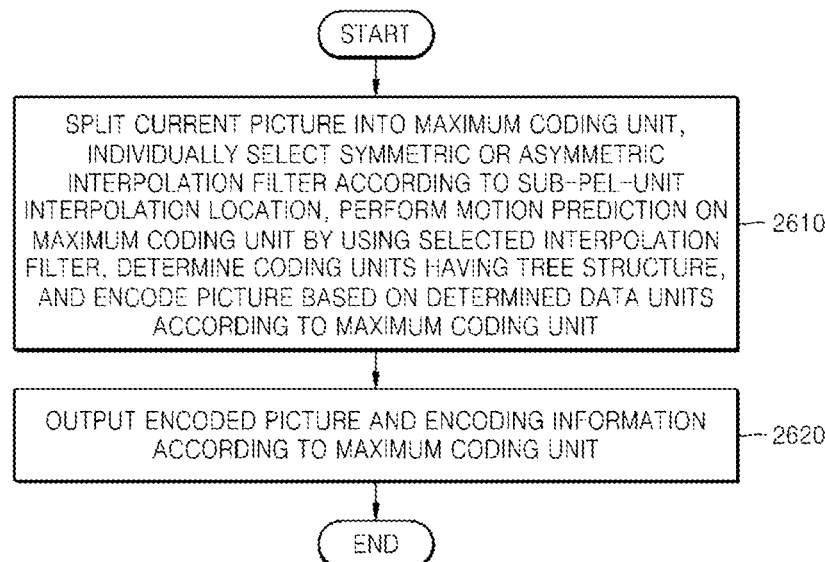 START
SPLIT CURRENT PICTURE INTO MAXIMUM CODING UNIT,
INDIVIDUALLY SELECT SYMMETRIC OR ASYMMETRIC
INTERPOLATION FILTER ACCORDING TO SUB-PEL-UNIT
INTERPOLATION LOCATION, PERFORM MOTION PREDICTION ON
MAXIMUM CODING UNIT BY USING SELECTED INTERPOLATION
FILTER, DETERMINE CODING UNITS HAVING TREE STRUCTURE,
AND ENCODE PICTURE BASED ON DETERMINED DATA UNITS
ACCORDING TO MAXIMUM CODING UNIT
2610
OUTPUT ENCODED PICTURE AND ENCODING INFORMATION
ACCORDING TO MAXIMUM CODING UNIT
2620
END